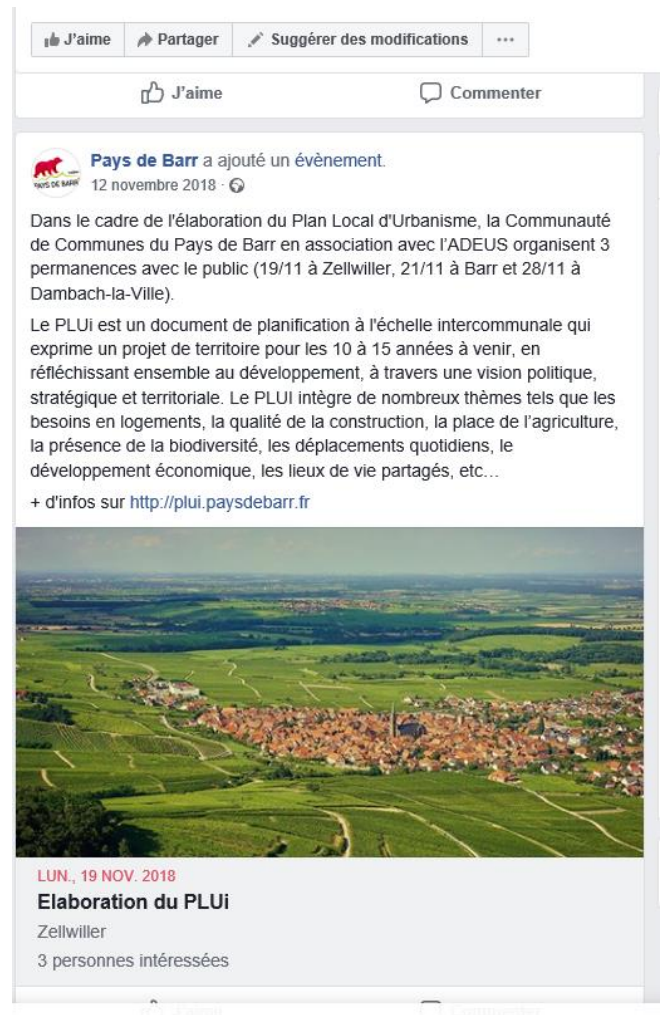 J'aime Partager Suggérer des modifications ...
J'aime Commenter
Pays de Barr a ajouté un évènement.
PAYS DE BARR
12 novembre 2018 ·
Dans le cadre de l'élaboration du Plan Local d'Urbanisme, la Communauté
de Communes du Pays de Barr en association avec l'ADEUS organisent 3
permanences avec le public (19/11 à Zellwiller, 21/11 à Barr et 28/11 à
Dambach-la-Ville).
Le PLUi est un document de planification à l'échelle intercommunale qui
exprime un projet de territoire pour les 10 à 15 années à venir, en
réfléchissant ensemble au développement, à travers une vision politique,
stratégique et territoriale. Le PLUI intègre de nombreux thèmes tels que les
besoins en logements, la qualité de la construction, la place de l'agriculture,
la présence de la biodiversité, les déplacements quotidiens, le
développement économique, les lieux de vie partagés, etc...
+ d'infos sur http://plui.paysdebarr.fr
LUN., 19 NOV. 2018
Elaboration du PLUi
Zellwiller
3 personnes intéressées